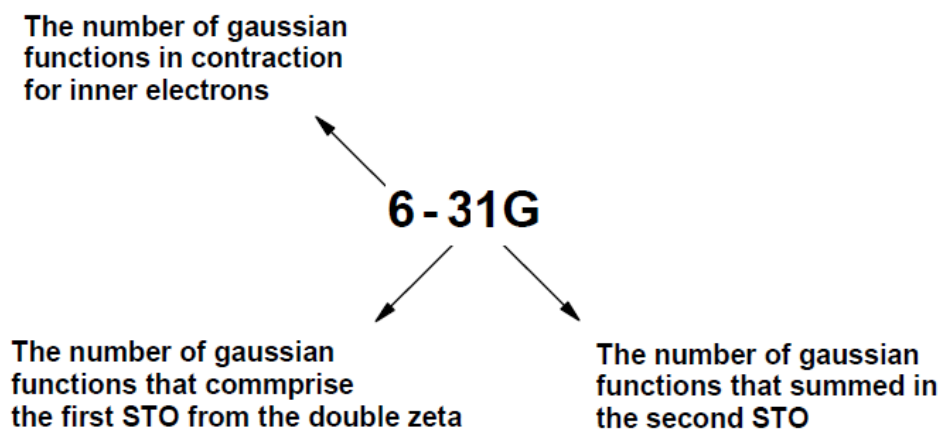 The number of gaussian
functions in contraction
for inner electrons
6 - 31G
The number of gaussian
functions that commprise
the first STO from the double zeta
The number of gaussian
functions that summed in
the second STO